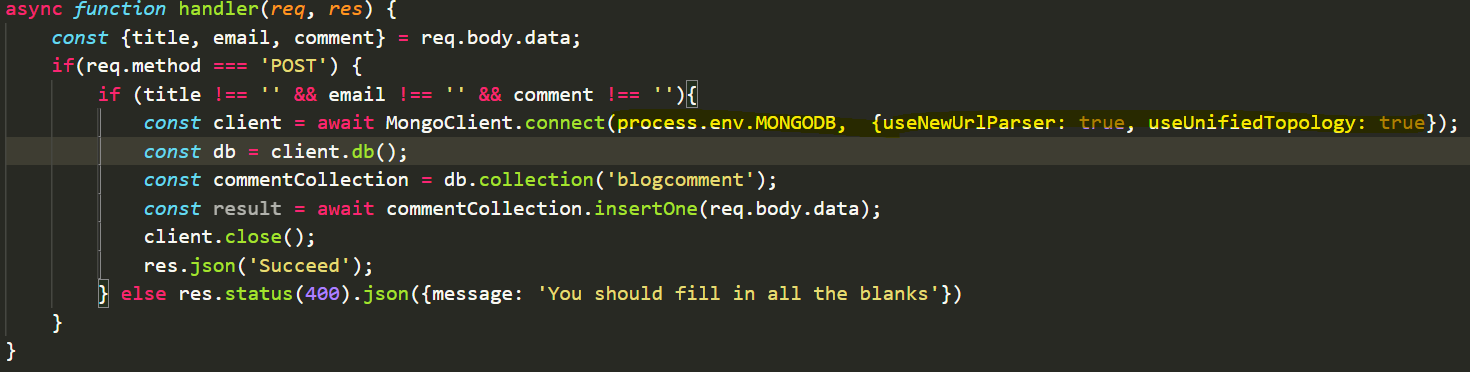 async function handler(req, res) {
const {title, email, comment} = req.body.data;
if(req.method === 'POST') {
if (title !== '' && email !== '' && comment !== ''){
const client = await MongoClient.connect(process.env.MONGODB, {useNewUrlParser: true, useUnifiedTopology: true});
const db = client.db();
const commentCollection = db.collection('blogcomment');
const result = await commentCollection.insertOne(req.body.data);
client.close();
res.json('Succeed');
} else res.status(400).json({message: 'You should fill in all the blanks'})
}
}